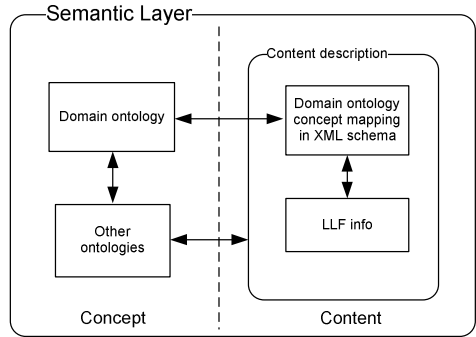 Semantic Layer
Content description
Domain ontology
Domain ontology
concept mapping
in XML schema
Other
ontologies
LLF info
Concept
Content